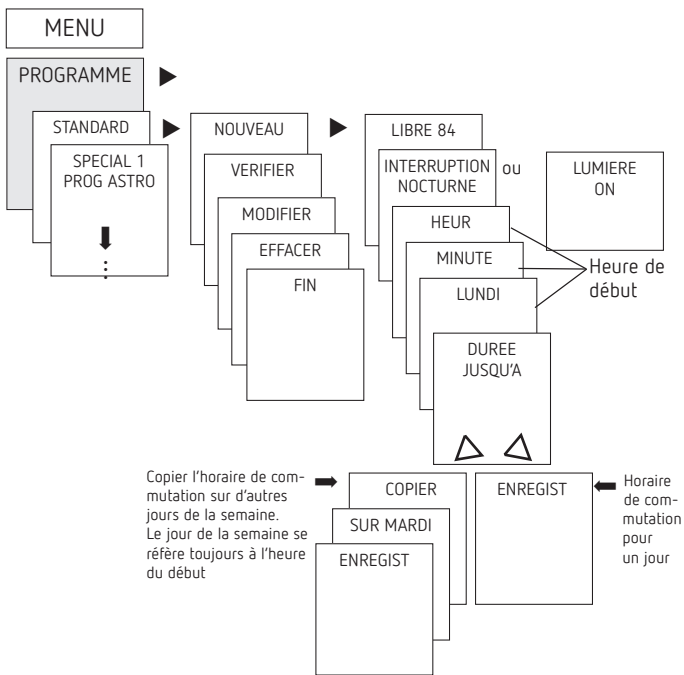 MENU
PROGRAMME
STANDARD
SPECIAL 1
PROG ASTRO
NOUVEAU
VERIFIER
MODIFIER
EFFACER
FIN
LIBRE 84
INTERRUPTION
NOCTURNE
ou
LUMIERE
ON
HEUR
MINUTE
LUNDI
Heure de
début
DUREE
JUSQU'A
Copier l'horaire de com-
mutation sur d'autres
jours de la semaine.
Le jour de la semaine se
réfère toujours à l'heure
du début
COPIER
SUR MARDI
ENREGIST
ENREGIST
Horaire
de com-
mutation
pour
un jour